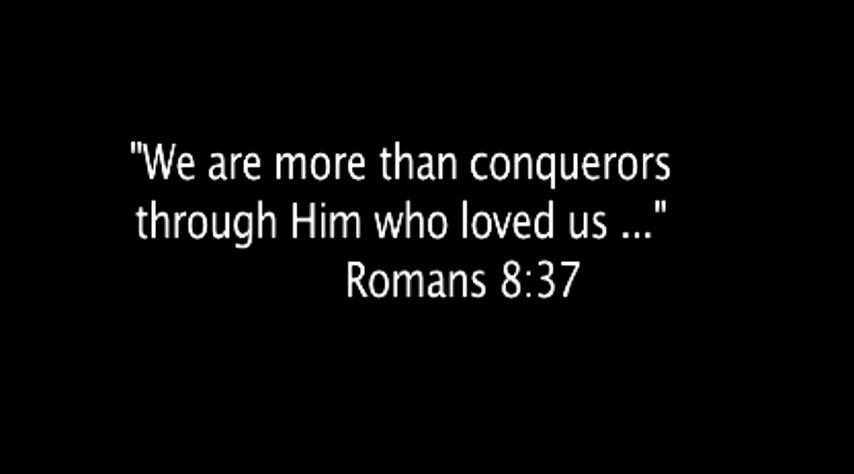 "We are more than conquerors
through Him who loved us ..."
Romans 8:37